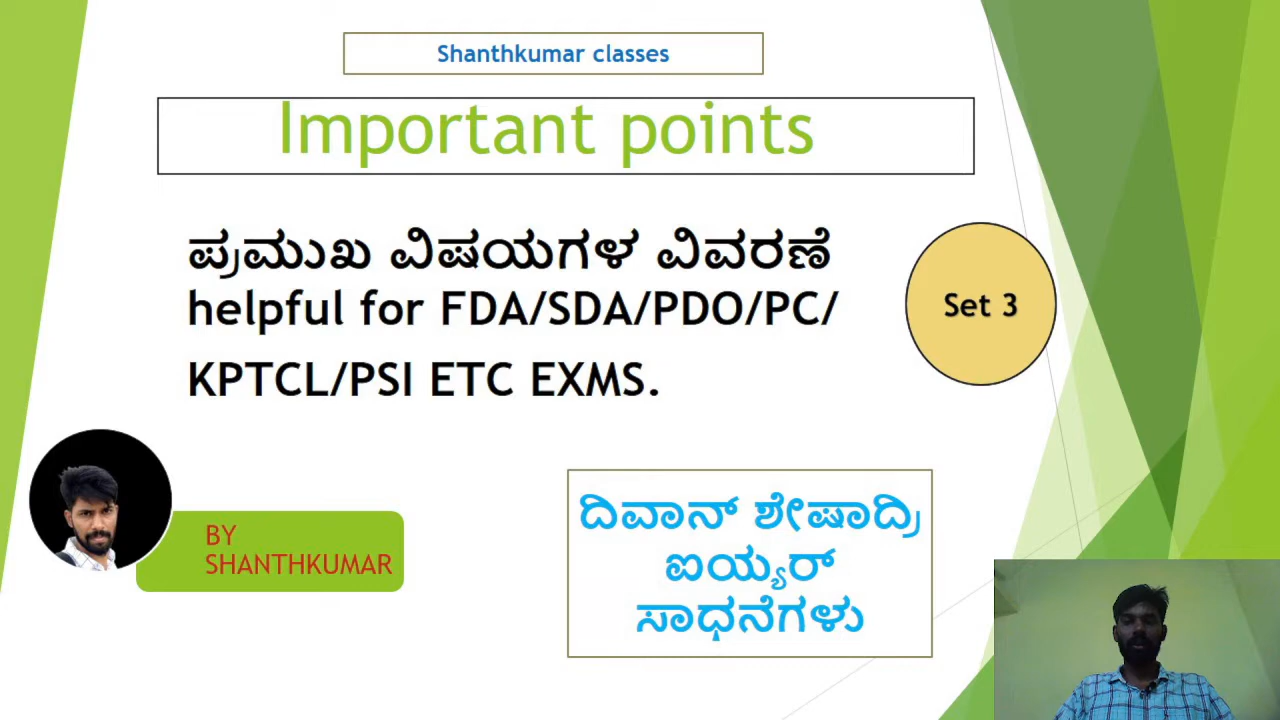 Shanthkumar classes
Important points
ಪ್ರಮುಖ ವಿಷಯಗಳ ವಿವರಣೆ
helpful for FDA/SDA/PDO/PC/
KPTCL/PSI ETC EXMS.
Set 3
BY
SHANTHKUMAR
ದಿವಾನ್ ಶೇಷಾದ್ರಿ
ಐಯ್ಯರ್
ಸಾಧನೆಗಳು